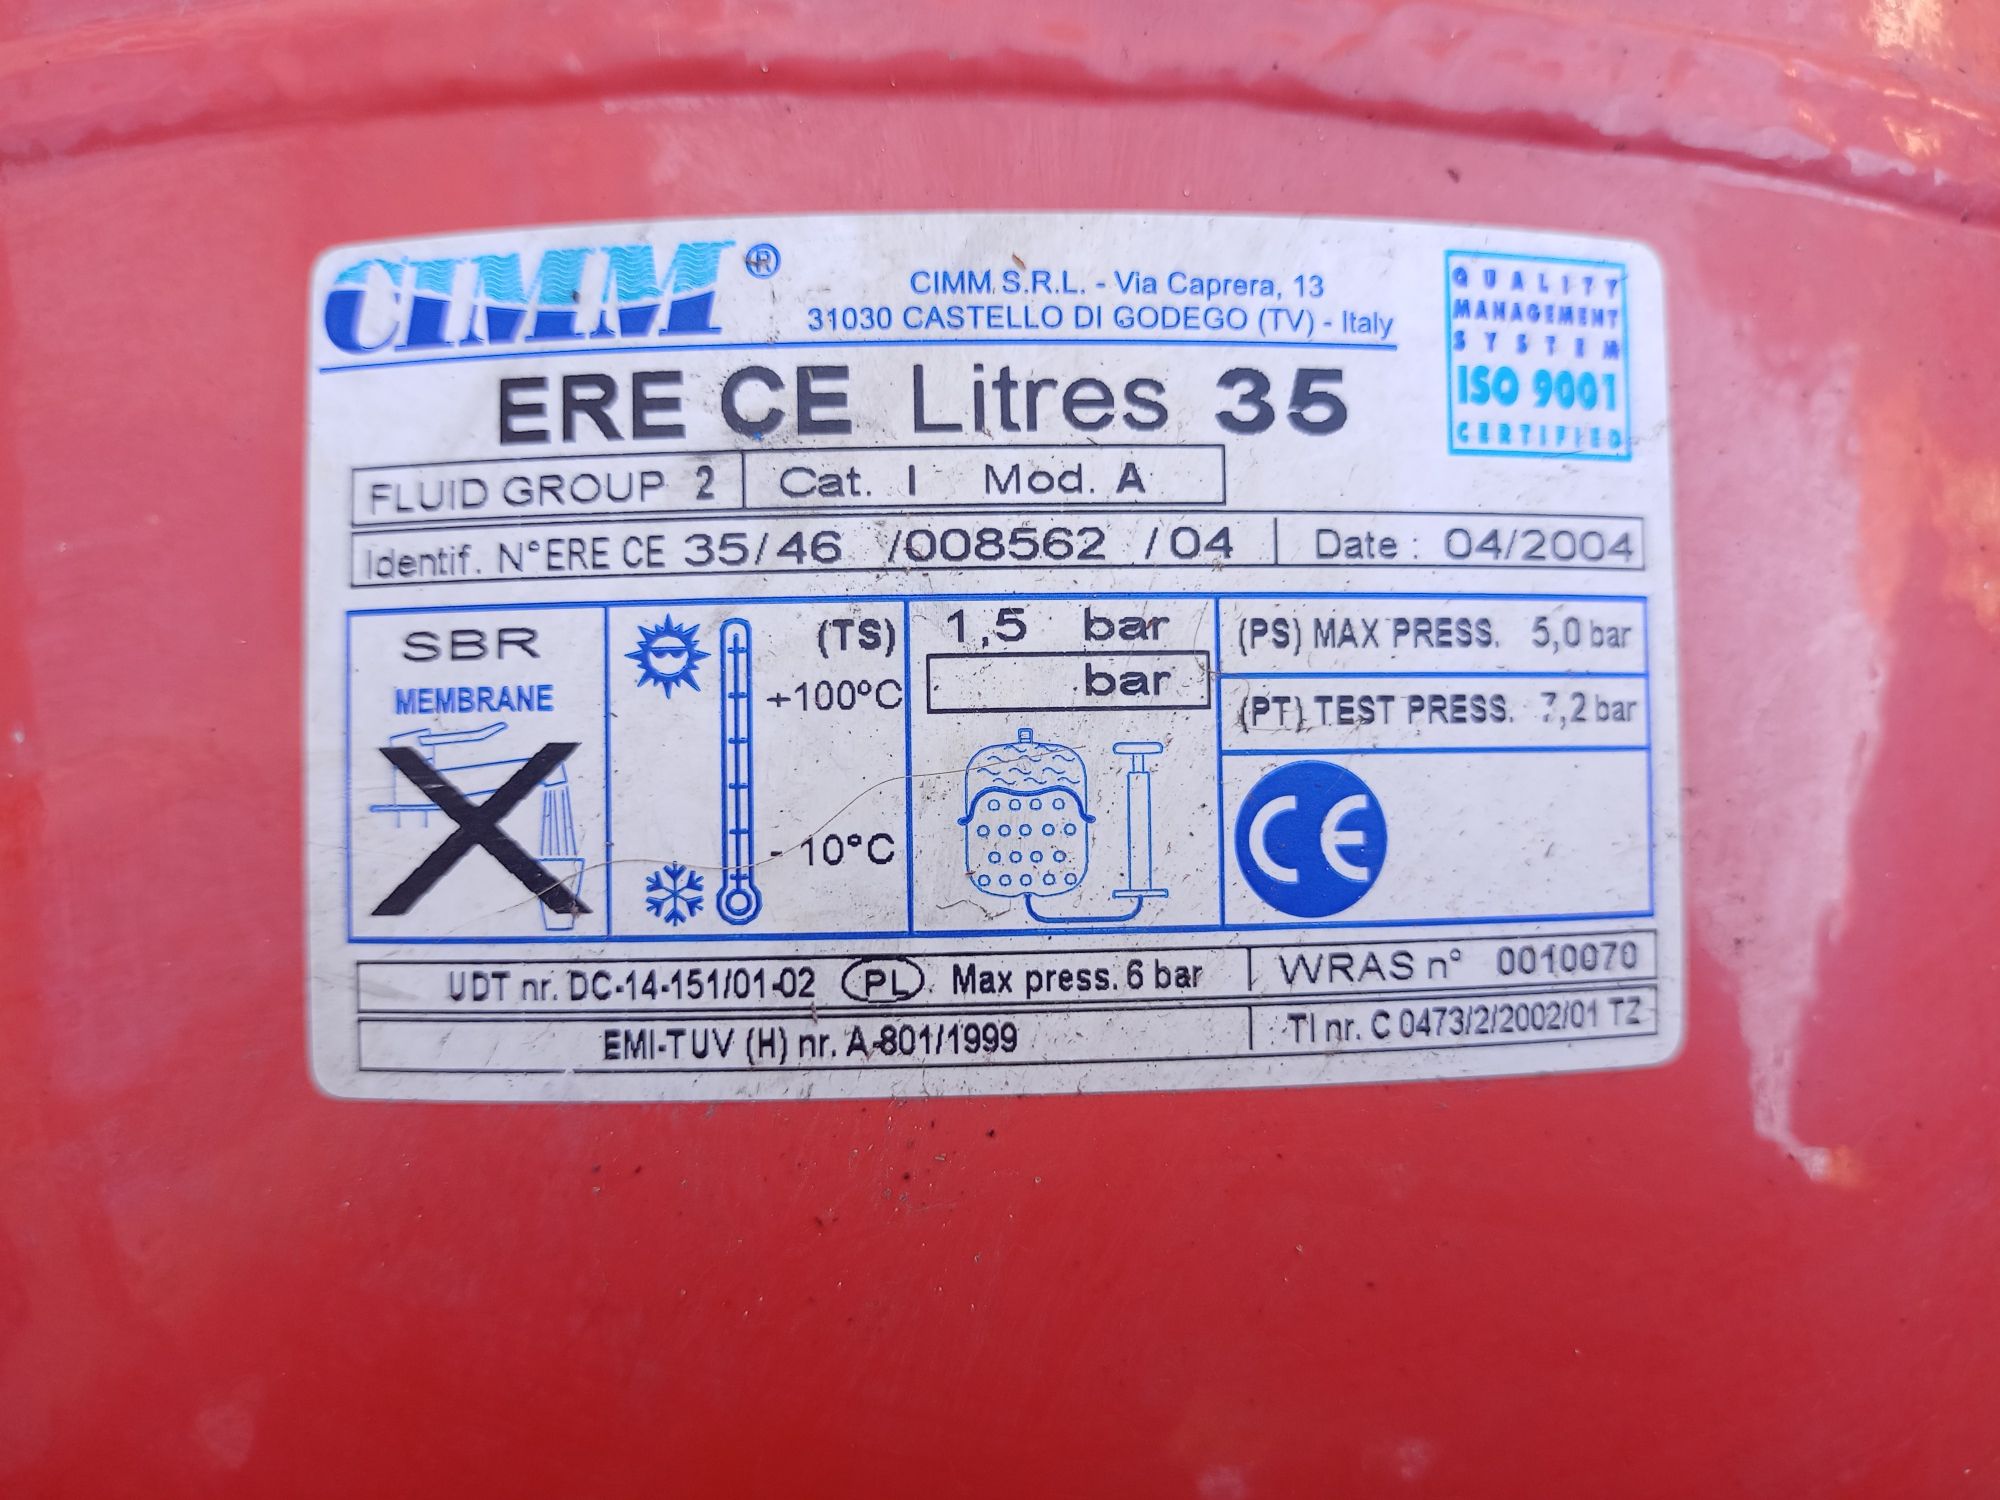 CIMM ®
CIMM S.R.L. - Via Caprera, 13
31030 CASTELLO DI GODEGO (TV) - Italy
QUALITY
MANAGEMENT
SYSTEM
ISO 9001
CERTIFIED
ERE CE Litres 35
FLUID GROUP 2 Cat. I Mod. A
Identif. N°ERE CE 35/46 /008562 /04 Date : 04/2004
SBR
MEMBRANE
(TS)
+100°C
- 10°C
1,5 bar
bar
(PS) MAX PRESS. 5,0 bar
(PT) TEST PRESS. 7,2 bar
CE
UDT nr. DC-14-151/01-02 PL. Max press. 6 bar WRAS n° 0010070
EMI-TUV (H) nr. A-801/1999 TI nr. C 0473/2/2002/01 TZ